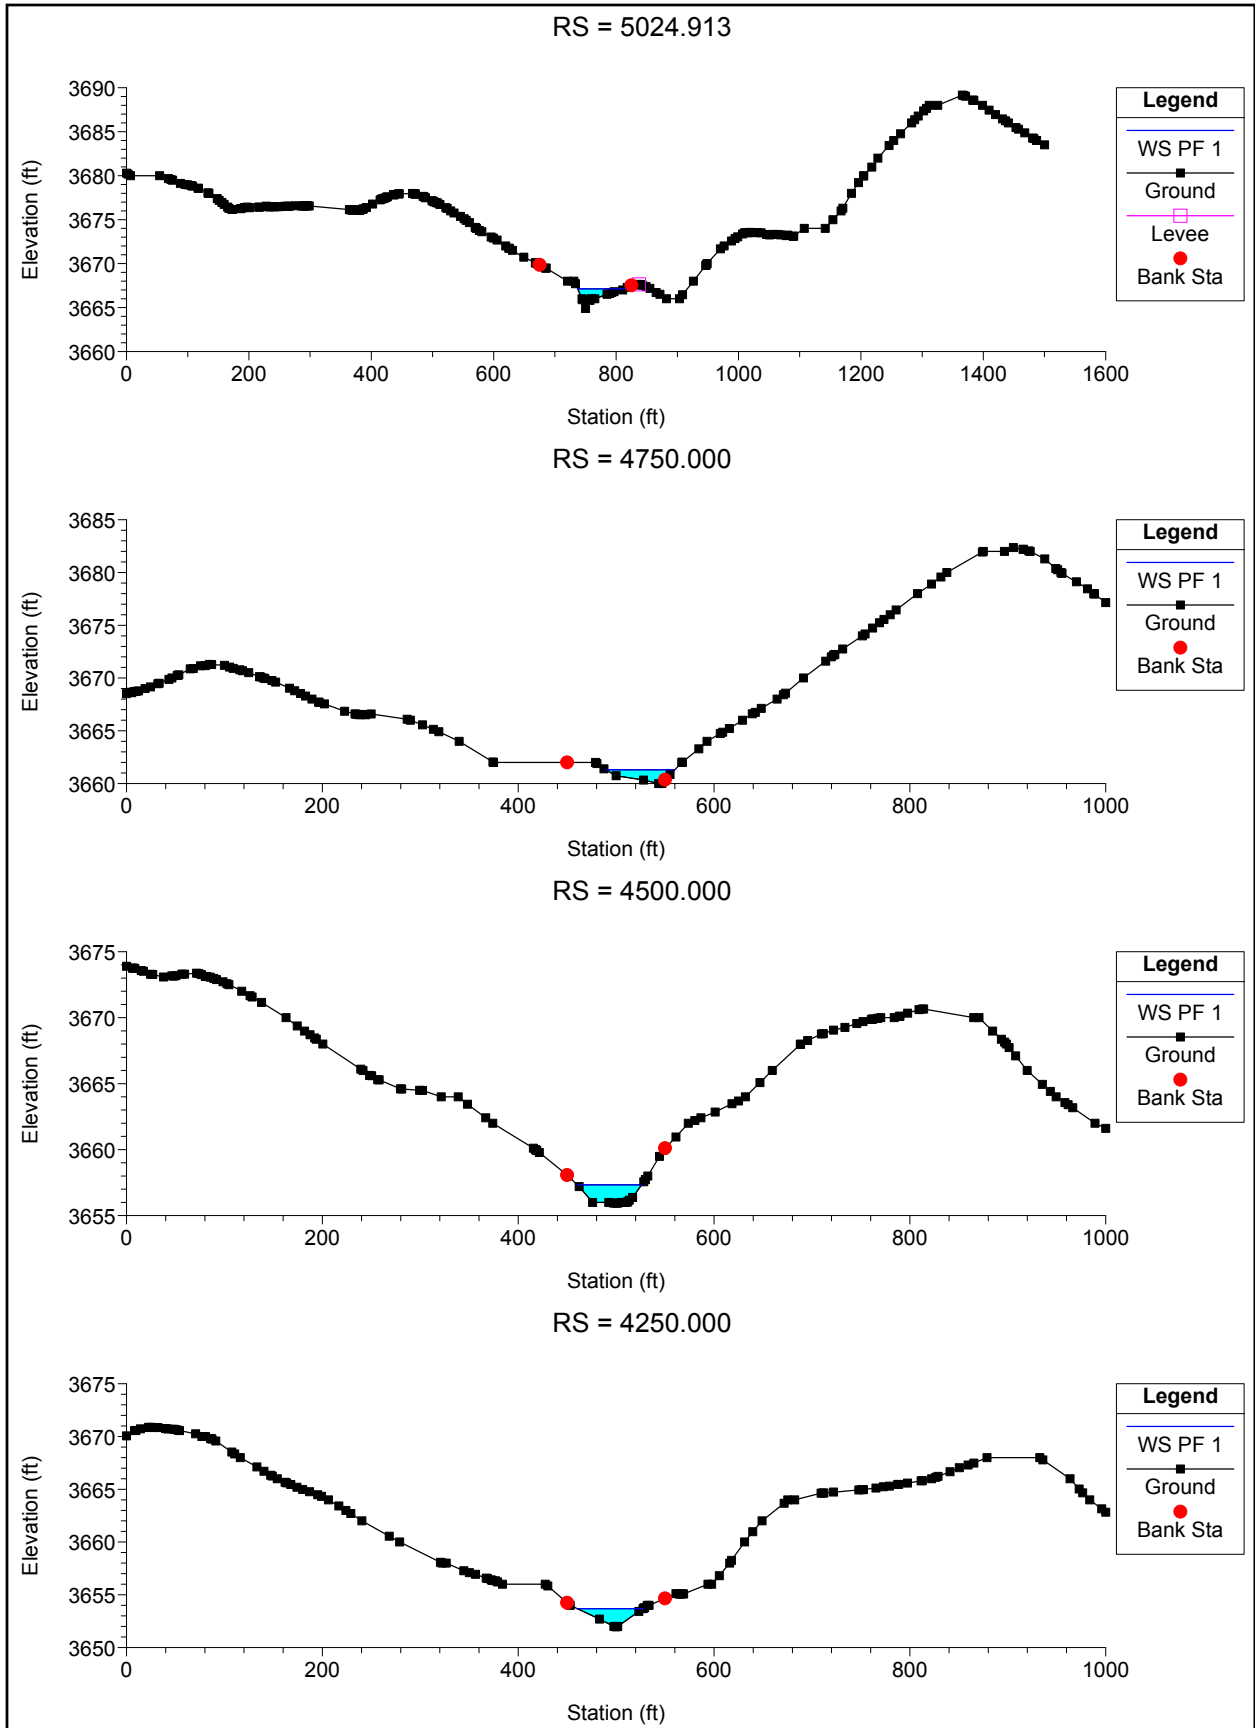 RS = 5024.913
Elevation (ft)
3690
3685
3680
3675
3670
3665
3660
0 200 400 600 800 1000 1200 1400 1600
Station (ft)
Legend
WS PF 1
Ground
Levee
Bank Sta
RS = 4750.000
Elevation (ft)
3685
3680
3675
3670
3665
3660
0 200 400 600 800 1000
Station (ft)
Legend
WS PF 1
Ground
Bank Sta
RS = 4500.000
Elevation (ft)
3675
3670
3665
3660
3655
0 200 400 600 800 1000
Station (ft)
Legend
WS PF 1
Ground
Bank Sta
RS = 4250.000
Elevation (ft)
3675
3670
3665
3660
3655
3650
0 200 400 600 800 1000
Station (ft)
Legend
WS PF 1
Ground
Bank Sta